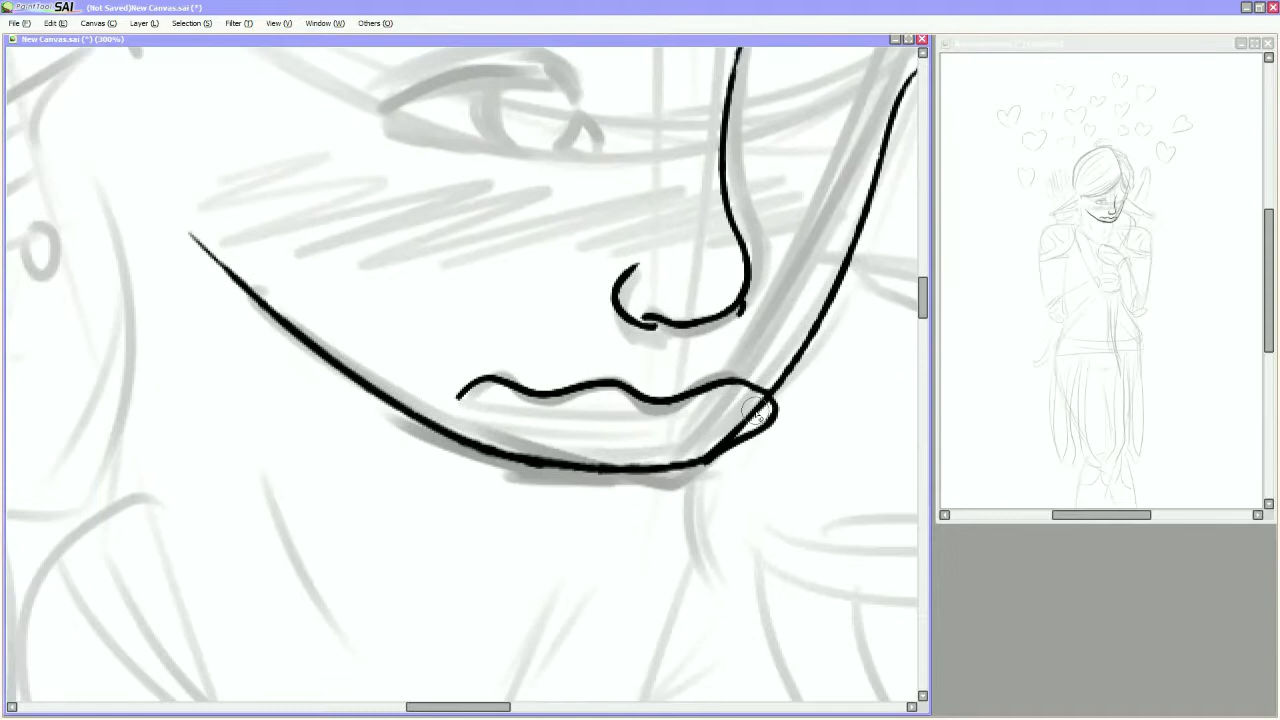 PaintTool SAI (Not Saved)New Canvas.sai (*)
File (F) Edit (E) Canvas (C) Layer (L) Selection (S) Filter (T) View (V) Window (W) Others (O)
New Canvas.sai (*) (300%)